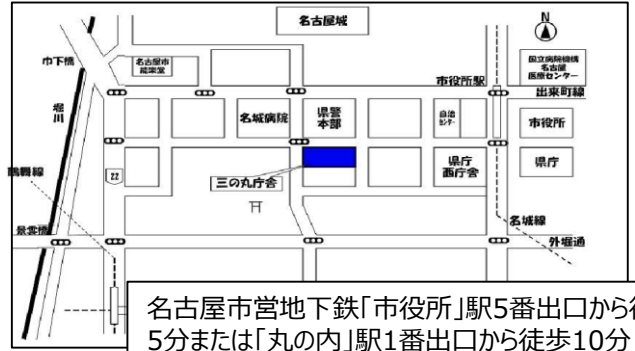 名古屋城
N
巾下橋
名古屋市
能楽堂
国立病院機構
名古屋
医療センター
市役所駅
出来町線
堀川
名城病院
県警
本部
自治
センター
市役所
鶴舞線
22
三の丸庁舎
県庁
西庁舎
県庁
景雲橋
名城線
外堀通
名古屋市営地下鉄「市役所」駅5番出口から徒
5分または「丸の内」駅1番出口から徒歩10分